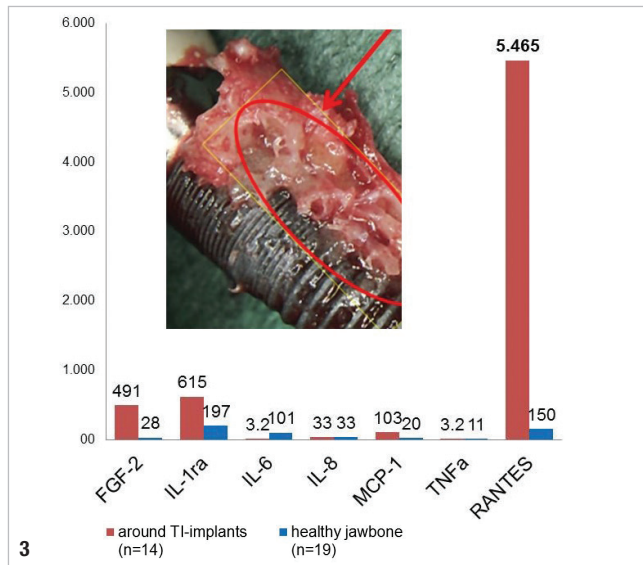 6.000
5.000
4.000
3.000
2.000
1.000
00
491
28
615
197
3.2
101
33
33
103
20
3.2
11
5.465
150
FGF-2
IL-1ra
IL-6
IL-8
MCP-1
TNFa
RANTES
around TI-implants
(n=14)
healthy jawbone
(n=19)
3